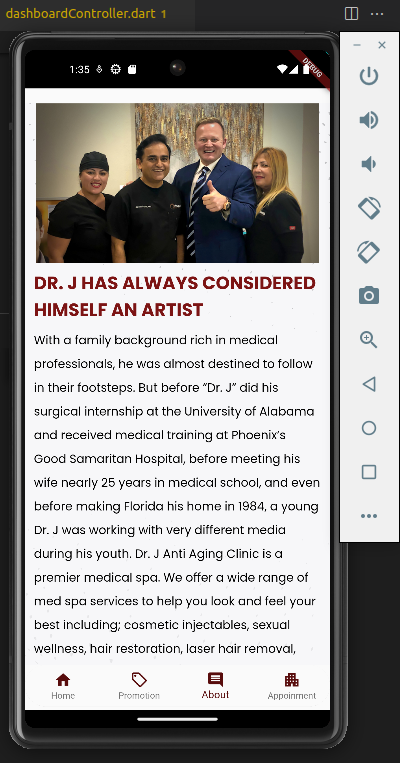 dashboardController.dart 1
1:35
DEBUG
DR. J HAS ALWAYS CONSIDERED
HIMSELF AN ARTIST
With a family background rich in medical
professionals, he was almost destined to follow
in their footsteps. But before “Dr. J” did his
surgical internship at the University of Alabama
and received medical training at Phoenix’s
Good Samaritan Hospital, before meeting his
wife nearly 25 years in medical school, and even
before making Florida his home in 1984, a young
Dr. J was working with very different media
during his youth. Dr. J Anti Aging Clinic is a
premier medical spa. We offer a wide range of
med spa services to help you look and feel your
best including; cosmetic injectables, sexual
wellness, hair restoration, laser hair removal,
Home Promotion About Appoinment